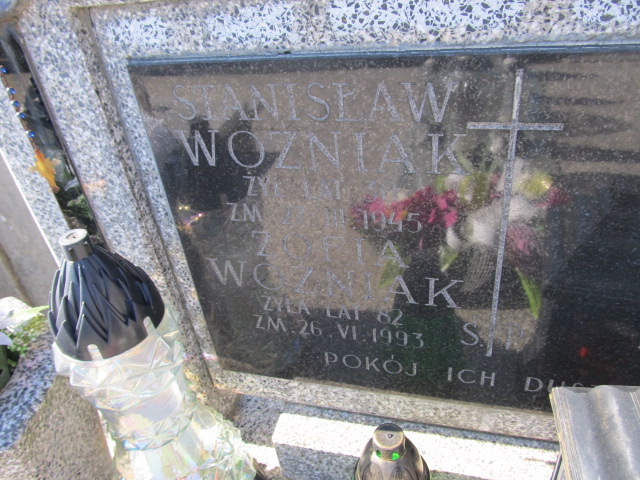 STANISŁAW
WOŹNIAK
ŻYŁ LAT
ZM 1945
ZOFIA
WOŹNIAK
ŻYŁA LAT 82
ZM. 26.VI.1993
POKÓJ ICH